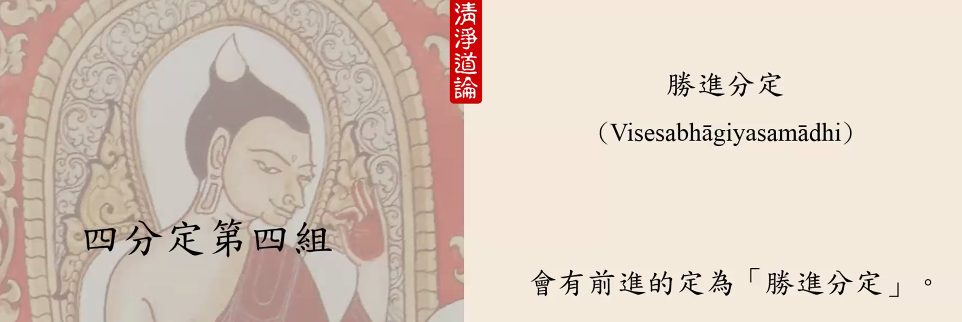 清淨道論
四分定第四組
勝進分定
（Visesabhāgiyasamādhi）
會有前進的定為「勝進分定」。